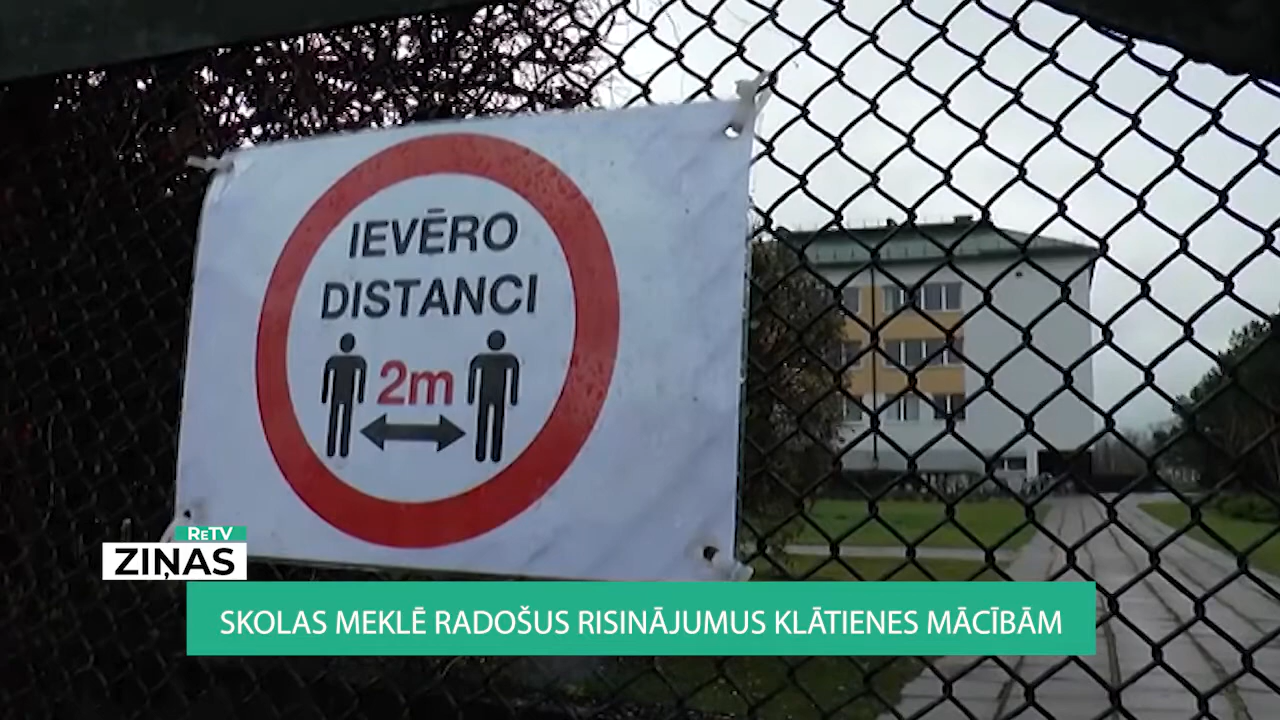 IEVĒRO
DISTANCI
2m
ReTV
ZIŅAS
SKOLAS MEKLĒ RADOŠUS RISINĀJUMUS KLĀTIENES MĀCĪBĀM